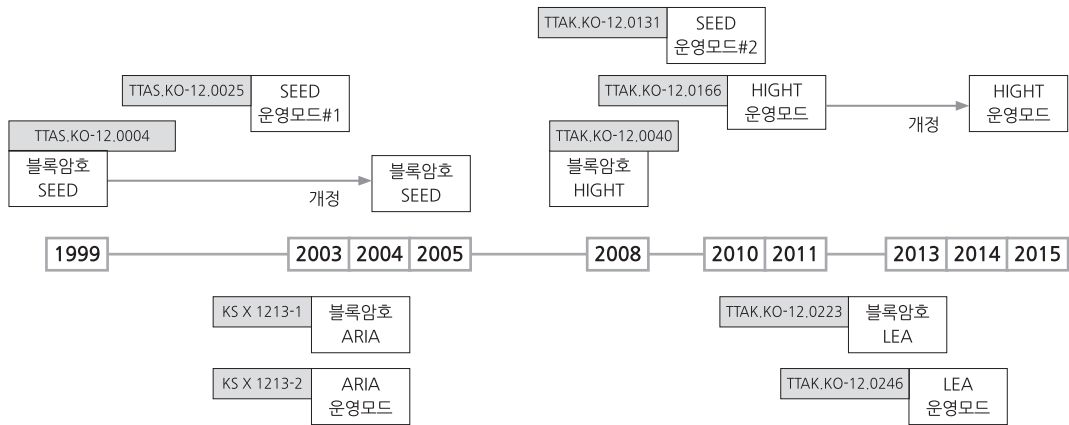 TTAK.KO-12.0131
SEED
운영모드#2
TTAS.KO-12.0025
SEED
운영모드#1
TTAK.KO-12.0166
HIGHT
운영모드
개정
HIGHT
운영모드
TTAS.KO-12.0004
블록암호
SEED
개정
블록암호
SEED
TTAK.KO-12.0040
블록암호
HIGHT
1999
2003
2004
2005
2008
2010
2011
2013
2014
2015
KS X 1213-1
블록암호
ARIA
TTAK.KO-12.0223
블록암호
LEA
KS X 1213-2
ARIA
운영모드
TTAK.KO-12.0246
LEA
운영모드